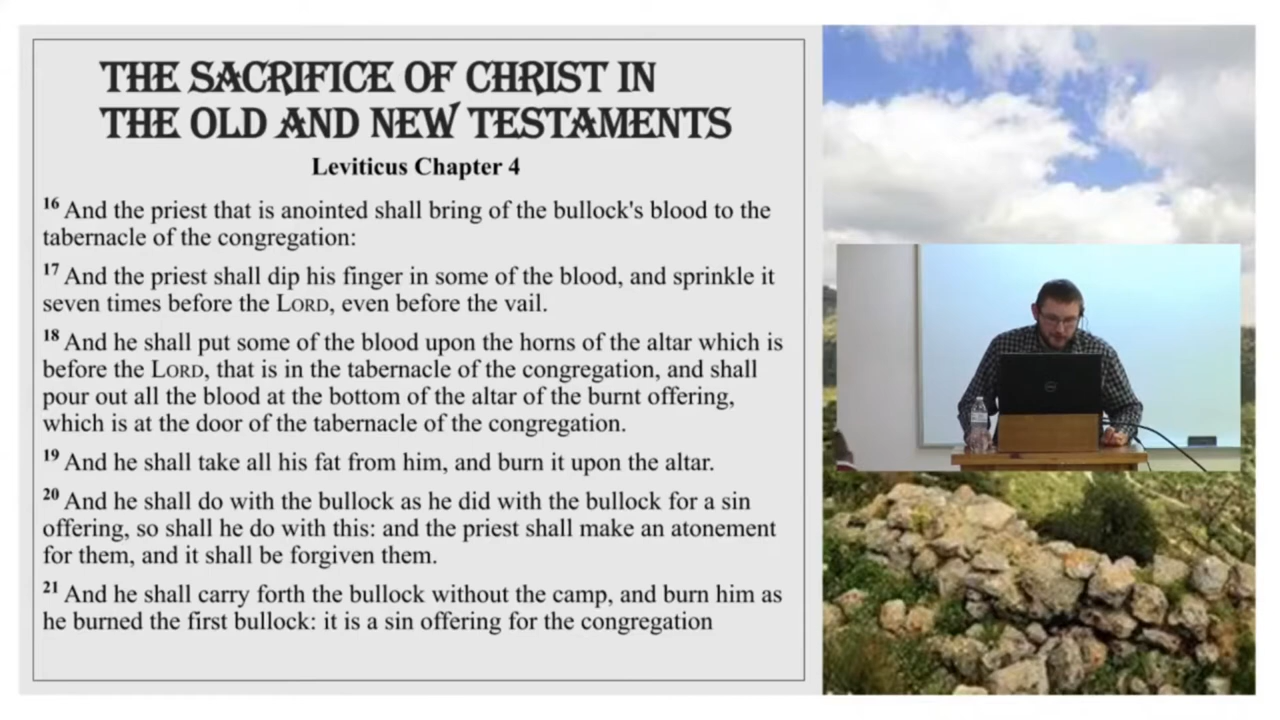 THE SACRIFICE OF CHRIST IN
THE OLD AND NEW TESTAMENTS
Leviticus Chapter 4
16 And the priest that is anointed shall bring of the bullock's blood to the
tabernacle of the congregation:
17 And the priest shall dip his finger in some of the blood, and sprinkle it
seven times before the LORD, even before the vail.
18 And he shall put some of the blood upon the horns of the altar which is
before the LORD, that is in the tabernacle of the congregation, and shall
pour out all the blood at the bottom of the altar of the burnt offering,
which is at the door of the tabernacle of the congregation.
19 And he shall take all his fat from him, and burn it upon the altar.
20 And he shall do with the bullock as he did with the bullock for a sin
offering, so shall he do with this: and the priest shall make an atonement
for them, and it shall be forgiven them.
21 And he shall carry forth the bullock without the camp, and burn him as
he burned the first bullock: it is a sin offering for the congregation